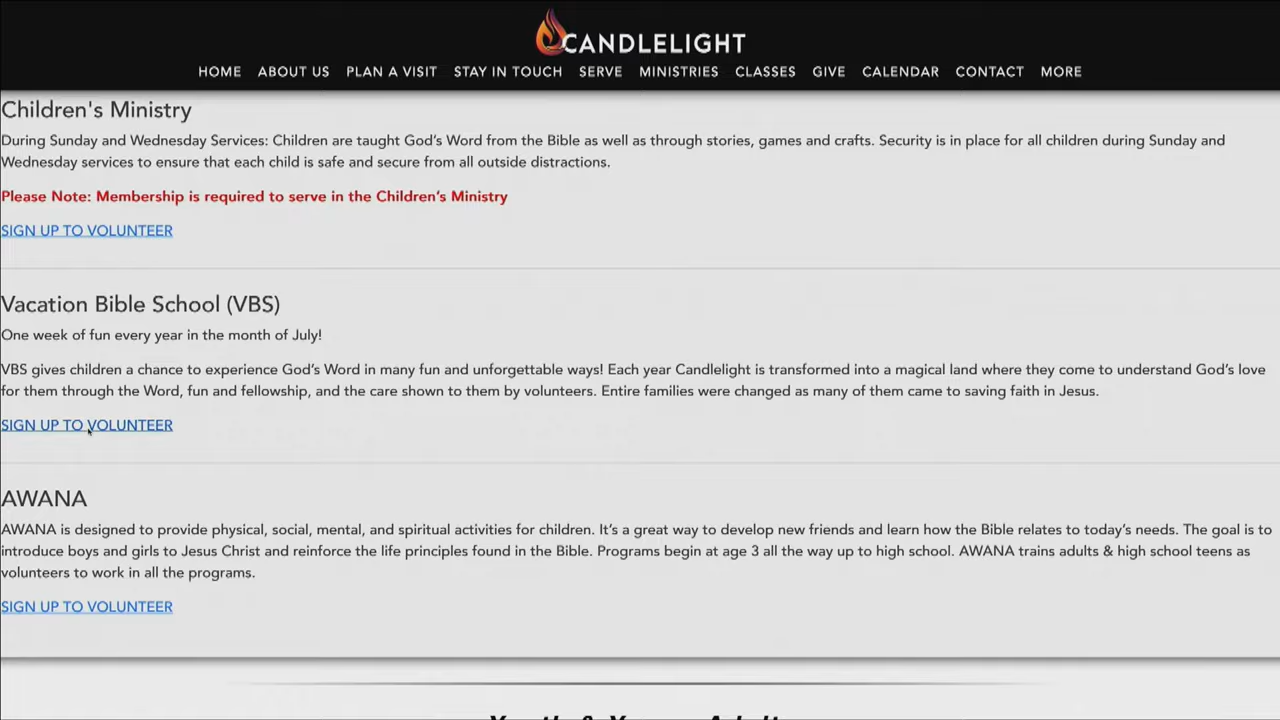 CANDLELIGHT
HOME ABOUT US PLAN A VISIT STAY IN TOUCH SERVE MINISTRIES CLASSES GIVE CALENDAR CONTACT MORE
Children's Ministry
During Sunday and Wednesday Services: Children are taught God’s Word from the Bible as well as through stories, games and crafts. Security is in place for all children during Sunday and
Wednesday services to ensure that each child is safe and secure from all outside distractions.
Please Note: Membership is required to serve in the Children’s Ministry
SIGN UP TO VOLUNTEER
Vacation Bible School (VBS)
One week of fun every year in the month of July!
VBS gives children a chance to experience God’s Word in many fun and unforgettable ways! Each year Candlelight is transformed into a magical land where they come to understand God’s love
for them through the Word, fun and fellowship, and the care shown to them by volunteers. Entire families were changed as many of them came to saving faith in Jesus.
SIGN UP TO VOLUNTEER
AWANA
AWANA is designed to provide physical, social, mental, and spiritual activities for children. It’s a great way to develop new friends and learn how the Bible relates to today’s needs. The goal is to
introduce boys and girls to Jesus Christ and reinforce the life principles found in the Bible. Programs begin at age 3 all the way up to high school. AWANA trains adults & high school teens as
volunteers to work in all the programs.
SIGN UP TO VOLUNTEER